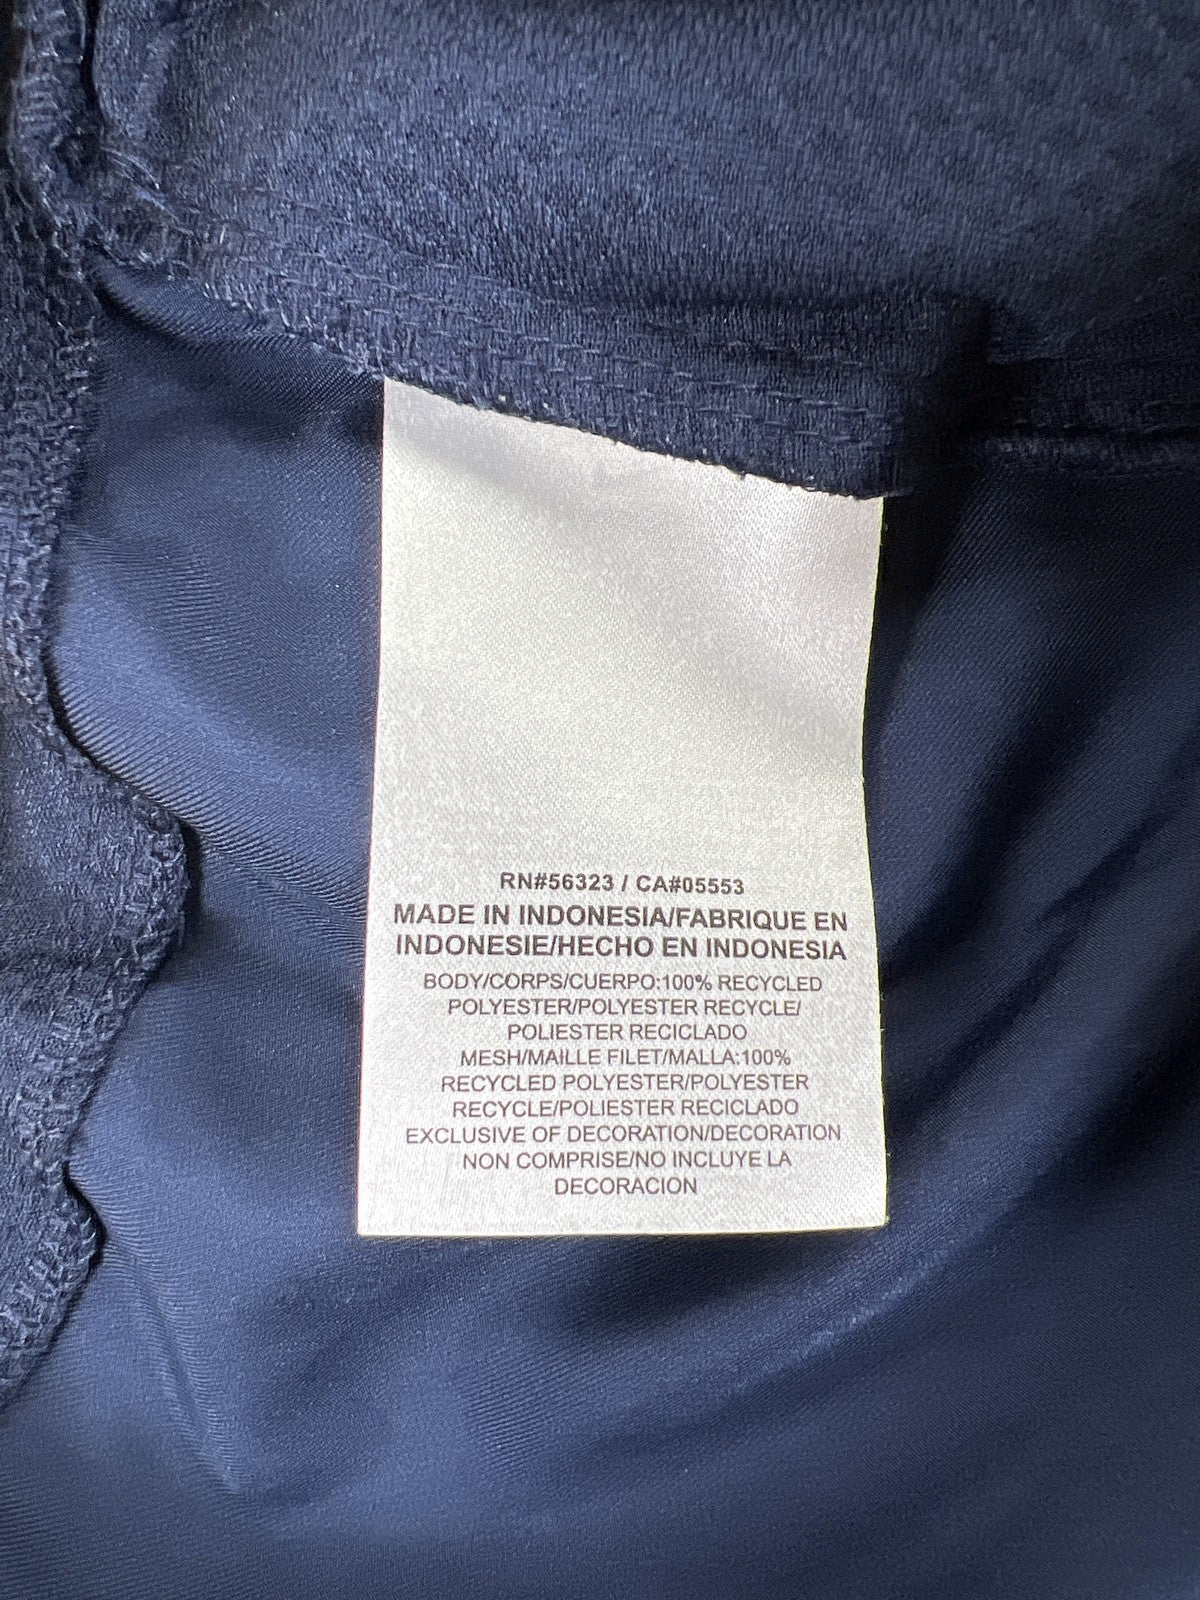 RN#56323 / CA#05553
MADE IN INDONESIA/FABRIQUE EN
INDONESIE/HECHO EN INDONESIA
BODY/CORPS/CUERPO:100% RECYCLED
POLYESTER/POLYESTER RECYCLE/
POLIESTER RECICLADO
MESH/MAILLE FILET/MALLA:100%
RECYCLED POLYESTER/POLYESTER
RECYCLE/POLIESTER RECICLADO
EXCLUSIVE OF DECORATION/DECORATION
NON COMPRISE/NO INCLUYE LA
DECORACION